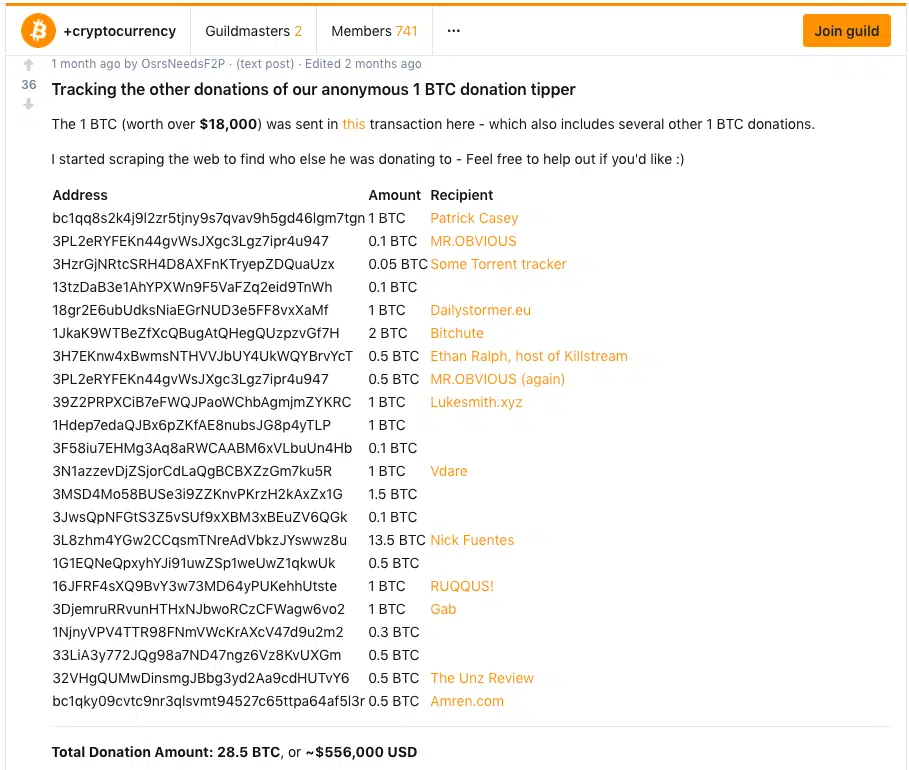 +cryptocurrency Guildmasters 2 Members 741 ... Join guild
1 month ago by OsrsNeedsF2P · (text post) · Edited 2 months ago
36
Tracking the other donations of our anonymous 1 BTC donation tipper
The 1 BTC (worth over $18,000) was sent in this transaction here - which also includes several other 1 BTC donations.
I started scraping the web to find who else he was donating to - Feel free to help out if you'd like :)
Address Amount Recipient
bc1qq8s2k4j9l2zr5tjny9s7qvav9h5gd46lgm7tgn 1 BTC Patrick Casey
3PL2eRYFEKn44gvWsJXgc3Lgz7ipr4u947 0.1 BTC MR.OBVIOUS
3HzrGjNRtcSRH4D8AXFnKTryepZDQuaUzx 0.05 BTC Some Torrent tracker
13tzDaB3e1AhYPXWn9F5VaFZq2eid9TnWh 0.1 BTC
18gr2E6ubUdksNiaEGrNUD3e5FF8vxXaMf 1 BTC Dailystormer.eu
1JkaK9WTBeZfXcQBugAtQHegQUzpzvGf7H 2 BTC Bitchute
3H7EKnw4xBwmsNTHVVJbUY4UkWQYBrvYcT 0.5 BTC Ethan Ralph, host of Killstream
3PL2eRYFEKn44gvWsJXgc3Lgz7ipr4u947 0.5 BTC MR.OBVIOUS (again)
39Z2PRPXCiB7eFWQJPaoWChbAgmjmZYKRC 1 BTC Lukesmith.xyz
1Hdep7edaQJBx6pZKfAE8nubsJG8p4yTLP 1 BTC
3F58iu7EHMg3Aq8aRWCAABM6xVLbuUn4Hb 0.1 BTC
3N1azzevDjZSjorCdLaQgBCBXZzGm7ku5R 1 BTC Vdare
3MSD4Mo58BUSe3i9ZZKnvPKrzH2kAxZx1G 1.5 BTC
3JwsQpNFGtS3Z5vSUf9xXBM3xBEuZV6QGk 0.1 BTC
3L8zhm4YGw2CCqsmTNreAdVbkzJYswwz8u 13.5 BTC Nick Fuentes
1G1EQNeQpxyhYJi91uwZSp1weUwZ1qkwUk 0.5 BTC
16JFRF4sXQ9BvY3w73MD64yPUKehhUtste 1 BTC RUQQUS!
3DjemruRRvunHTHxNJbwoRCzCFWagw6vo2 1 BTC Gab
1NjnyVPV4TTR98FNmVWcKrAXcV47d9u2m2 0.3 BTC
33LiA3y772JQg98a7ND47ngz6Vz8KvUXGm 0.5 BTC
32VHgQUMwDinsmgJBbg3yd2Aa9cdHUTvY6 0.5 BTC The Unz Review
bc1qky09cvtc9nr3qlsvmt94527c65ttpa64af5l3r 0.5 BTC Amren.com
Total Donation Amount: 28.5 BTC, or ~$556,000 USD